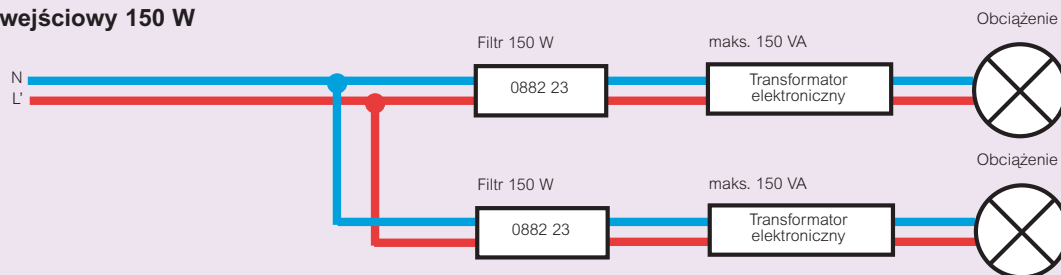 wejściowy 150 W
Obciążenie
Filtr 150 W
maks. 150 VA
N
L'
0882 23
Transformator
elektroniczny
Obciążenie
Filtr 150 W
maks. 150 VA
0882 23
Transformator
elektroniczny